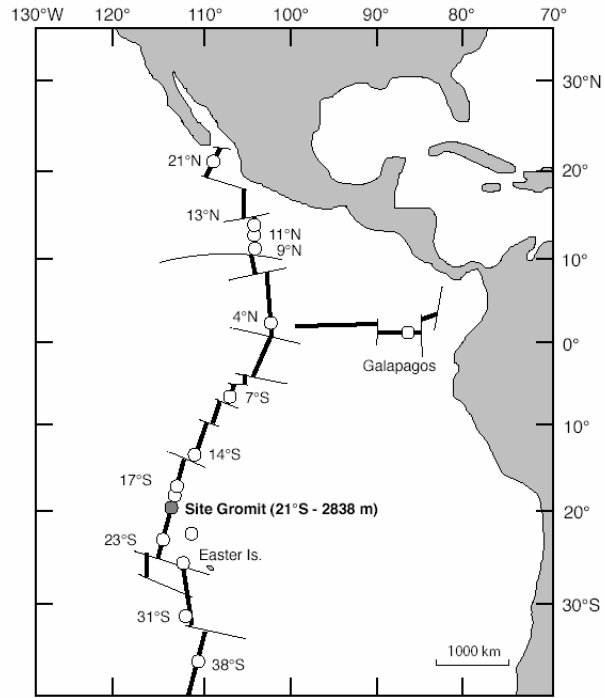 130°W 120° 110° 100° 90° 80° 70°
30°N
21°N
20°
13°N
11°N
9°N
10°
4°N
0°
Galapagos
7°S
10°
14°S
17°S
Site Gromit (21°S - 2838 m)
20°
23°S
Easter Is.
30°S
31°S
1000 km
38°S